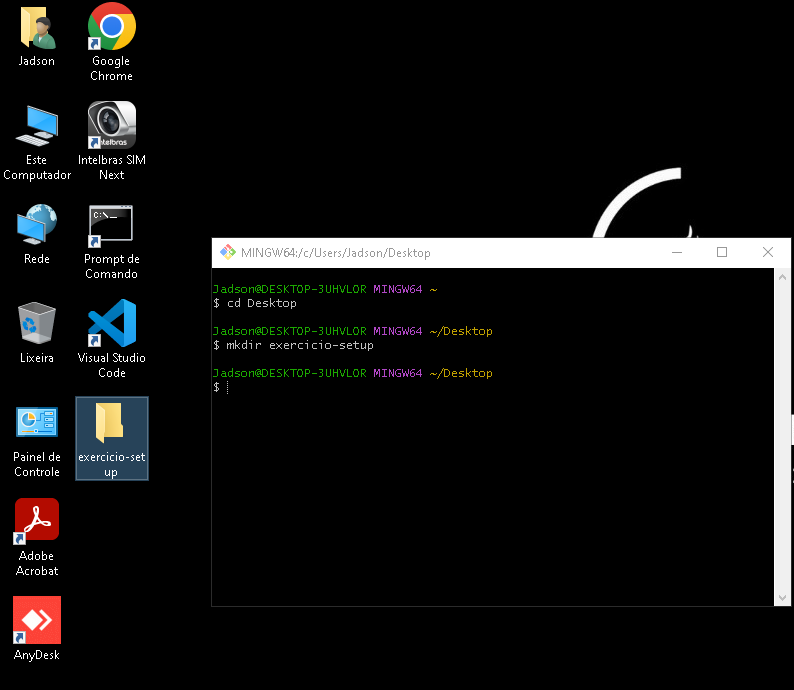 Jadson
Google
Chrome
Este
Computador
Intelbras SIM
Next
Rede
Prompt de
Comando
Lixeira
Visual Studio
Code
Painel de
Controle
exercicio-set
up
Adobe
Acrobat
AnyDesk
intelbras
C:\._
MINGW64:/c/Users/Jadson/Desktop
Jadson@DESKTOP-3UHVLOR MINGW64 ~
$ cd Desktop
Jadson@DESKTOP-3UHVLOR MINGW64 ~/Desktop
$ mkdir exercicio-setup
Jadson@DESKTOP-3UHVLOR MINGW64 ~/Desktop
$